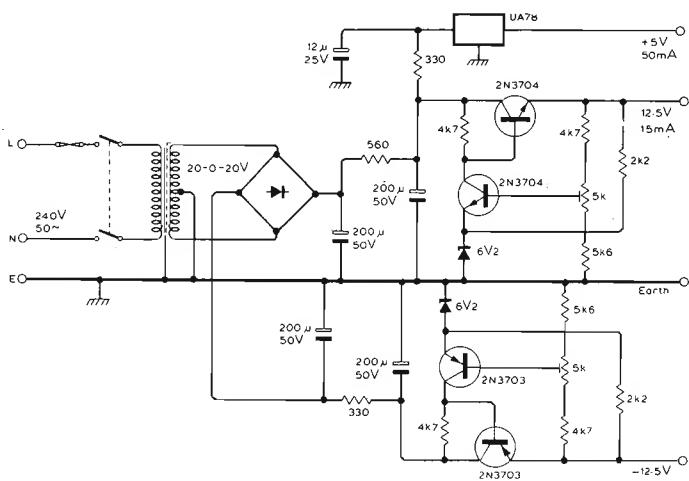 UA78
+5V
50mA
12μ
25V
330
2N3704
12·5V
15mA
4k7
4k7
2k2
L
20-0-20V
560
2N3704
5k
200μ
50V
240V
50~
200μ
50V
N
6V2
5k6
E
Earth
6V2
5k6
200μ
50V
200μ
50V
5k
2N3703
2k2
330
4k7
4k7
2N3703
-12·5V